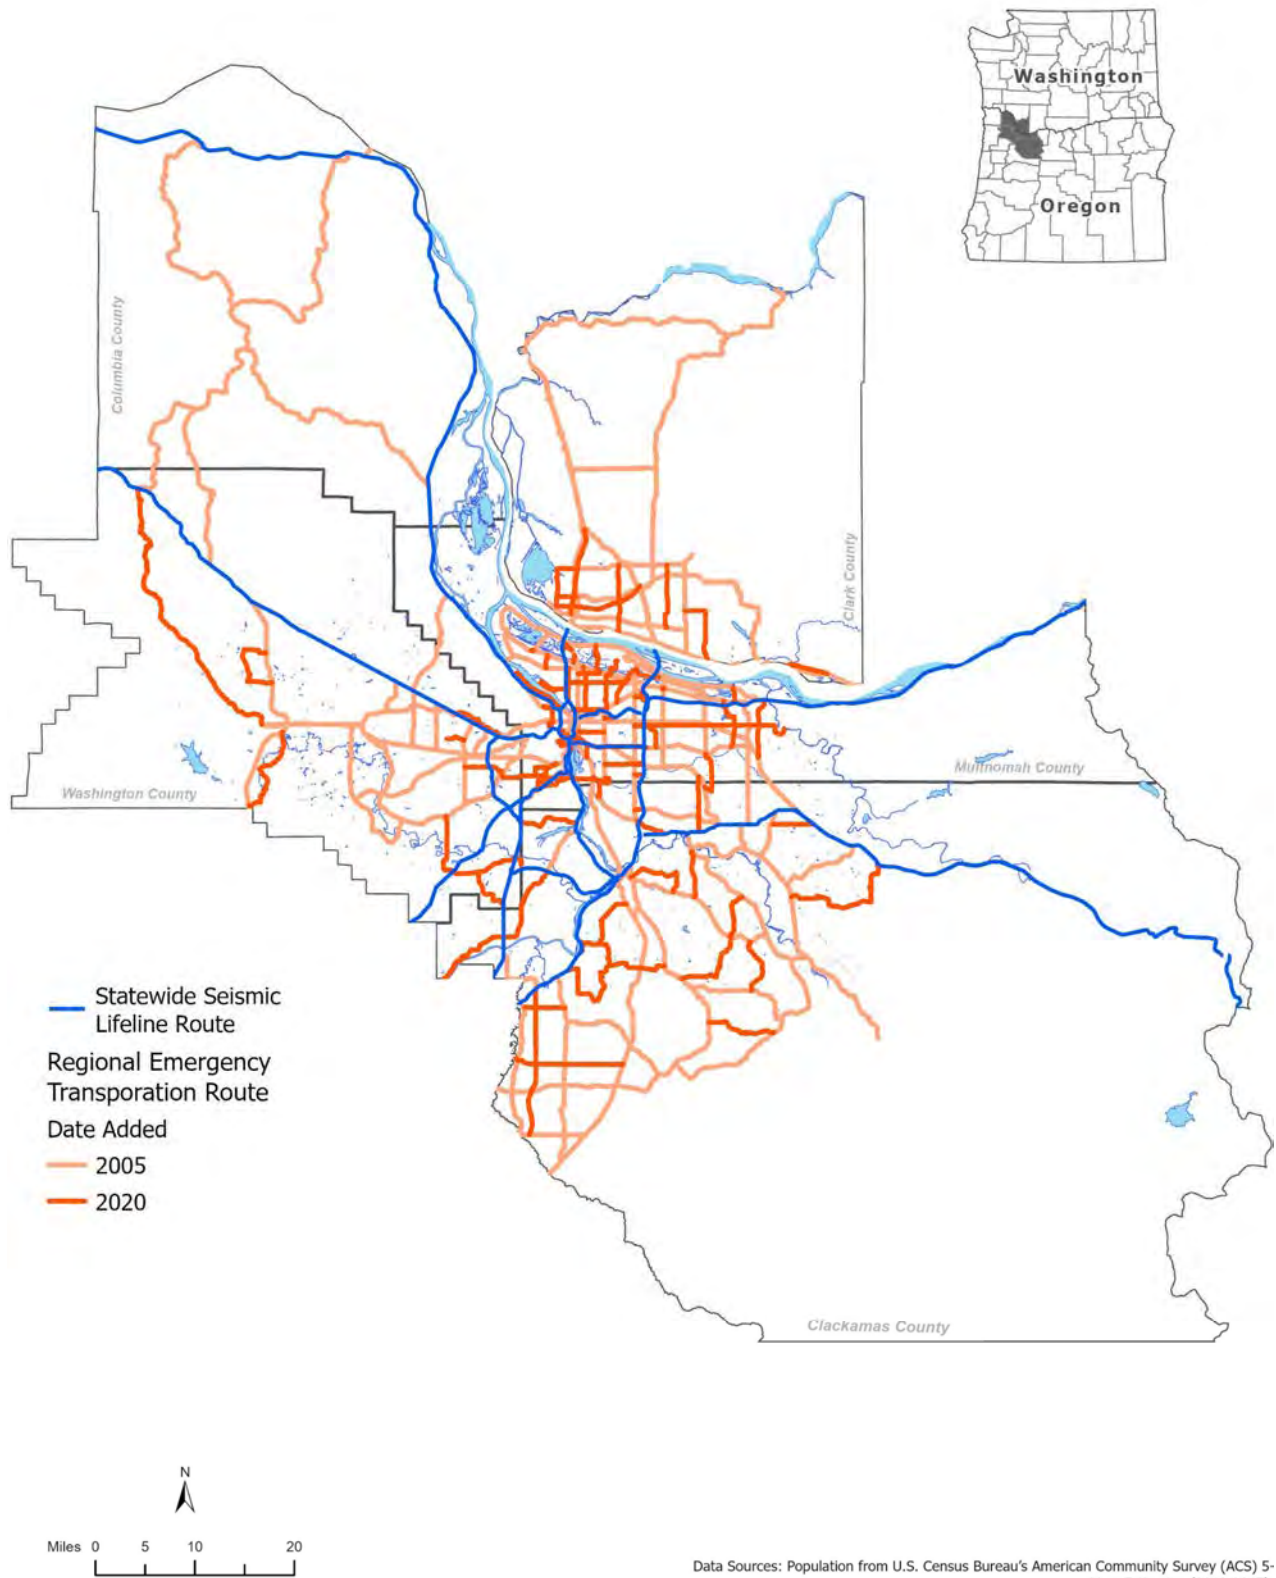 Washington
Oregon
Columbia County
Clark County
Multnomah County
Washington County
Statewide Seismic
Lifeline Route
Regional Emergency
Transporation Route
Date Added
2005
2020
Clackamas County
N
Miles 0 5 10 20
Data Sources: Population from U.S. Census Bureau's American Community Survey (ACS) 5-